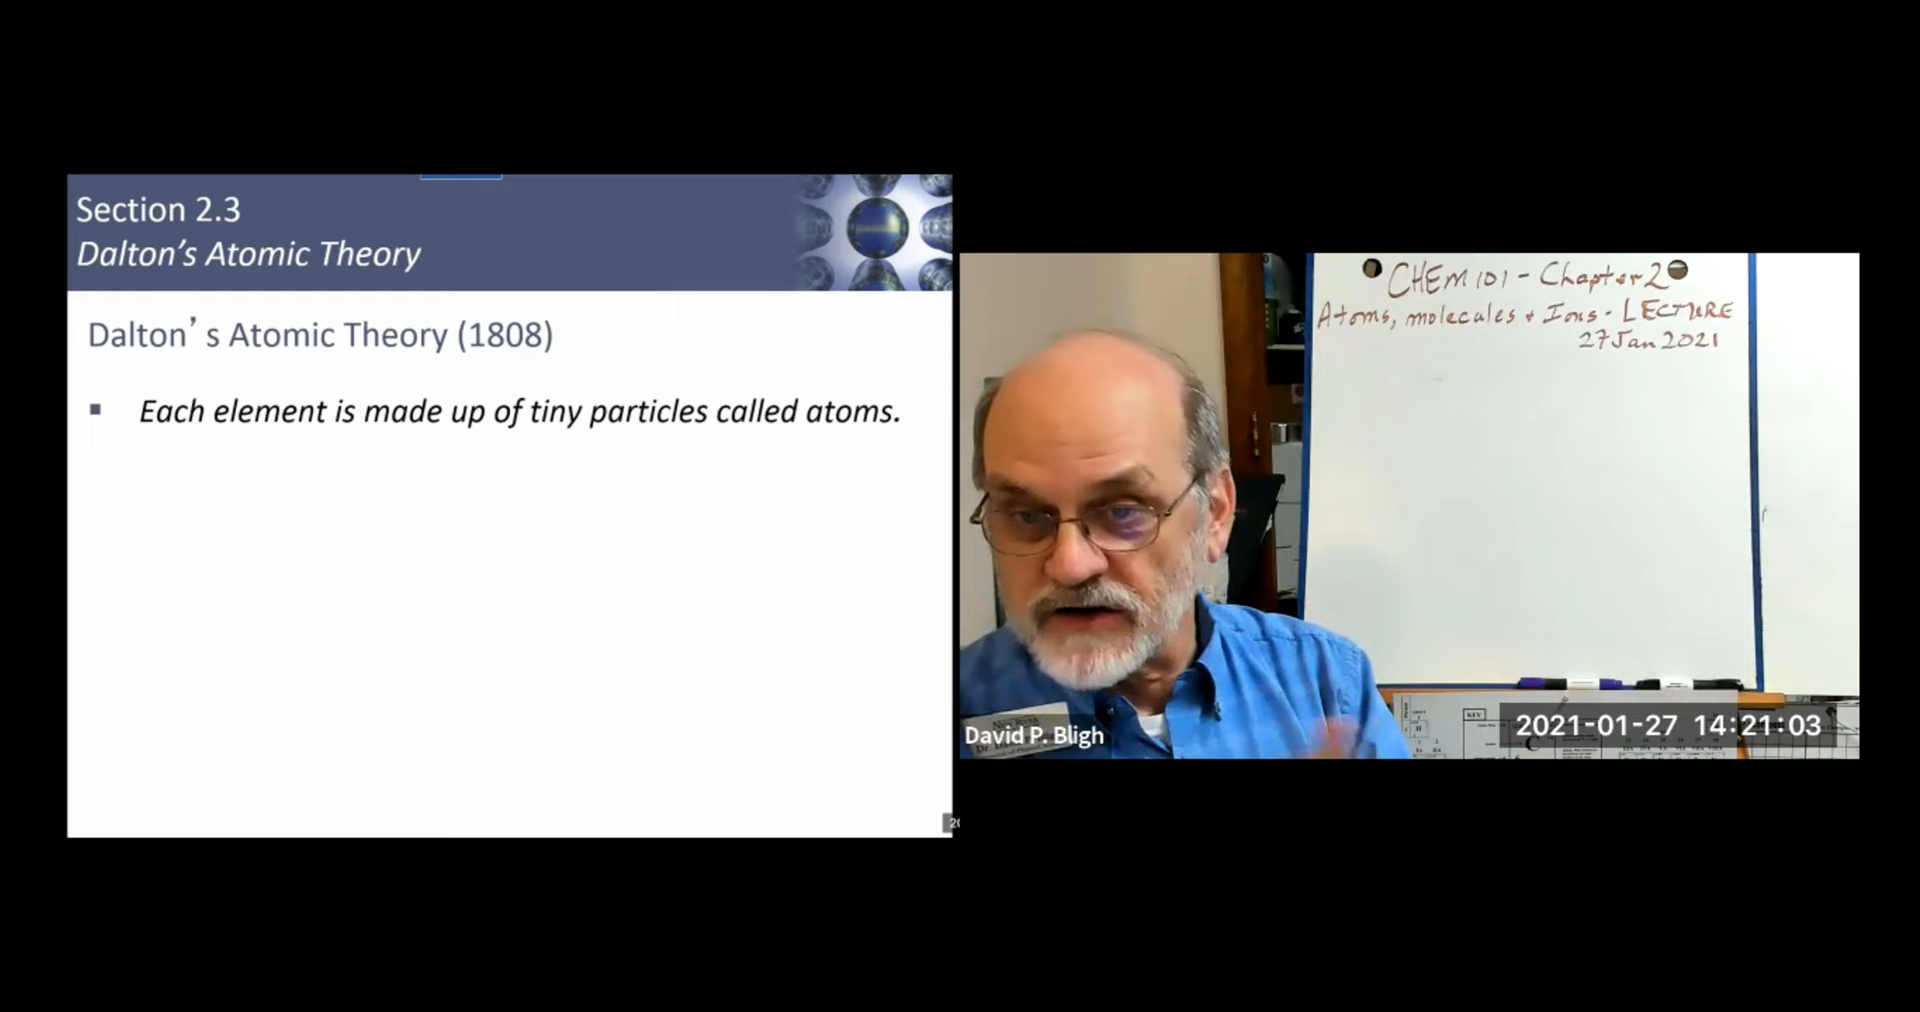 Section 2.3
Dalton's Atomic Theory
Dalton's Atomic Theory (1808)
▪ Each element is made up of tiny particles called atoms.
CHEM 101 - Chapter 2
Atoms, molecules + Ions - LECTURE
27 Jan 2021
David P. Bligh
KEY
2021-01-27 14:21:03